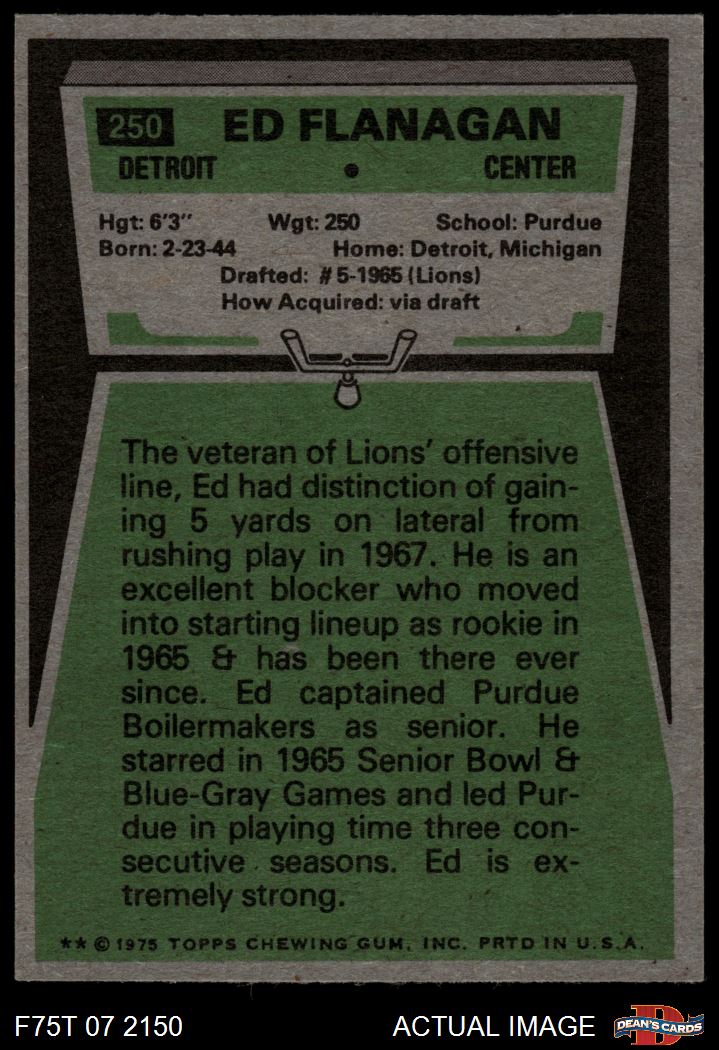 250 ED FLANAGAN
DETROIT • CENTER
Hgt: 6'3" Wgt: 250 School: Purdue
Born: 2-23-44 Home: Detroit, Michigan
Drafted: #5-1965 (Lions)
How Acquired: via draft
The veteran of Lions' offensive
line, Ed had distinction of gain-
ing 5 yards on lateral from
rushing play in 1967. He is an
excellent blocker who moved
into starting lineup as rookie in
1965 & has been there ever
since. Ed captained Purdue
Boilermakers as senior. He
starred in 1965 Senior Bowl &
Blue-Gray Games and led Pur-
due in playing time three con-
secutive seasons. Ed is ex-
tremely strong.
** © 1975 TOPPS CHEWING GUM, INC. PRTD IN U.S.A.
F75T 07 2150 ACTUAL IMAGE D DEAN'S CARDS